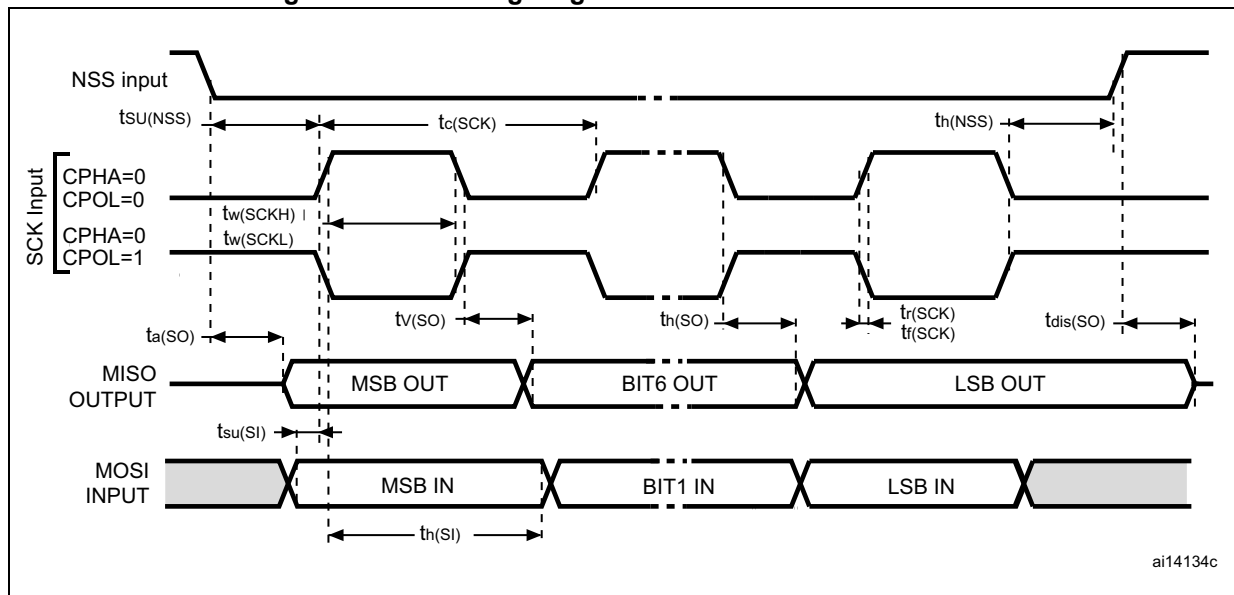 NSS input
tSU(NSS)
tc(SCK)
th(NSS)
SCK Input
CPHA=0
CPOL=0
tw(SCKH)
CPHA=0
tw(SCKL)
CPOL=1
ta(SO)
tV(SO)
th(SO)
tr(SCK)
tf(SCK)
tdis(SO)
MISO
OUTPUT
MSB OUT
BIT6 OUT
LSB OUT
tsu(SI)
MOSI
INPUT
MSB IN
BIT1 IN
LSB IN
th(SI)
ai14134c